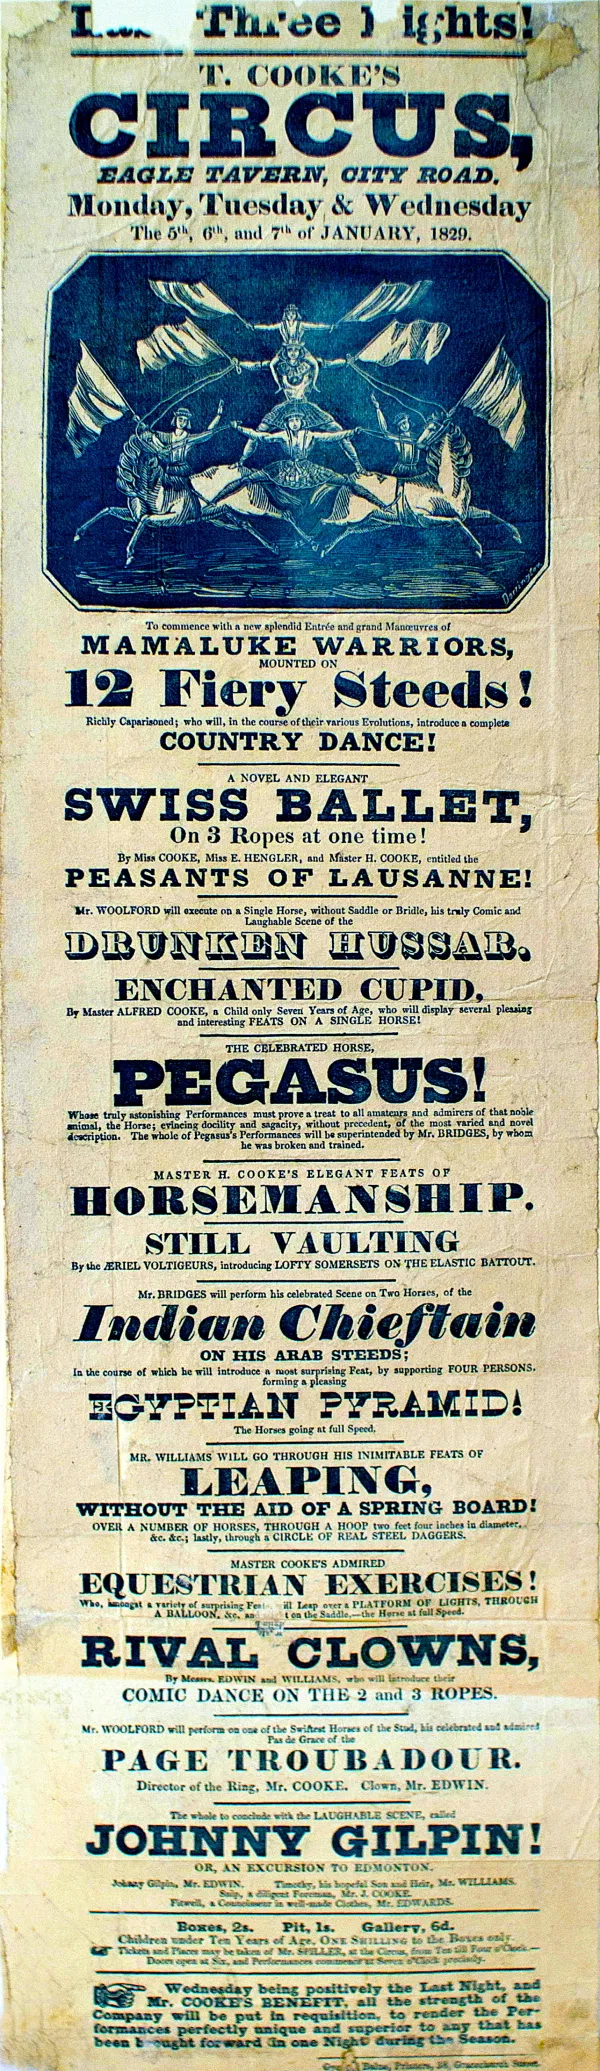 Three
T. COOKE'S
CIRCUS,
EAGLE TAVERN, CITY ROAD.
Monday, Tuesday & Wednesday
The 5th, 6th, and 7th of JANUARY, 1829.
Dorrington
To commence with a new splendid Entrée and grand Manœuvres of
MAMALUKE WARRIORS,
MOUNTED ON
12 Fiery Steeds!
Richly Caparisoned; who will, in the course of their various Evolutions, introduce a complete
COUNTRY DANCE!
A NOVEL AND ELEGANT
SWISS BALLET,
On 3 Ropes at one time!
By Miss COOKE, Miss E. HENGLER, and Master H. COOKE, entitled the
PEASANTS OF LAUSANNE!
Mr. WOOLFORD will execute on a Single Horse, without Saddle or Bridle, his truly Comic and
Laughable Scene of the
DRUNKEN HUSSAR.
ENCHANTED CUPID,
By Master ALFRED COOKE, a Child only Seven Years of Age, who will display several pleasing
and interesting FEATS ON A SINGLE HORSE!
THE CELEBRATED HORSE,
PEGASUS!
Whose truly astonishing Performances must prove a treat to all amateurs and admirers of that noble
animal, the Horse; evincing docility and sagacity, without precedent, of the most varied and novel
description. The whole of Pegasus's Performances will be superintended by Mr. BRIDGES, by whom
he was broken and trained.
MASTER H. COOKE'S ELEGANT FEATS OF
HORSEMANSHIP.
STILL VAULTING
By the ÆRIEL VOLTIGEURS, introducing LOFTY SOMERSETS ON THE ELASTIC BATTOUT.
Mr. BRIDGES will perform his celebrated Scene on Two Horses, of the
Indian Chieftain
ON HIS ARAB STEEDS;
In the course of which he will introduce a most surprising Feat, by supporting FOUR PERSONS,
forming a pleasing
EGYPTIAN PYRAMID!
The Horses going at full Speed.
MR. WILLIAMS WILL GO THROUGH HIS INIMITABLE FEATS OF
LEAPING,
WITHOUT THE AID OF A SPRING BOARD!
OVER A NUMBER OF HORSES, THROUGH A HOOP two feet four inches in diameter,
&c. &c.; lastly, through a CIRCLE OF REAL STEEL DAGGERS.
MASTER COOKE'S ADMIRED
EQUESTRIAN EXERCISES!
Who, amongst a variety of surprising Leap over a PLATFORM OF LIGHTS, THROUGH
A BALLOON, &c. on the Saddle,—the Horse at full Speed.
RIVAL CLOWNS,
By Messrs. EDWIN and WILLIAMS, who will introduce their
COMIC DANCE ON THE 2 and 3 ROPES.
Mr. WOOLFORD will perform on one of the Swiftest Horses of the Stud, his celebrated and admired
Pas de Grace of the
PAGE TROUBADOUR.
Director of the Ring, Mr. COOKE. Clown, Mr. EDWIN.
The whole to conclude with the LAUGHABLE SCENE, called
JOHNNY GILPIN!
OR, AN EXCURSION TO EDMONTON.
Johnny Gilpin, Mr. EDWIN. Timothy, his hopeful Son and Heir, Mr. WILLIAMS.
Snip, a diligent Foreman, Mr. J. COOKE.
Fitwell, a Connoisseur in well-made Clothes, Mr. EDWARDS.
Boxes, 2s. Pit, 1s. Gallery, 6d.
Children under Ten Years of Age, ONE SHILLING to the Boxes only.
Tickets and Places may be taken of Mr. SPILLER, at the Circus, from Ten till Four o'Clock.—
Doors open at Six, and Performances commence at Seven o'Clock precisely.
Wednesday being positively the Last Night, and
Mr. COOKE'S BENEFIT, all the strength of the
Company will be put in requisition, to render the Per-
formances perfectly unique and superior to any that has
been forward in one Night during the Season.
Printers,